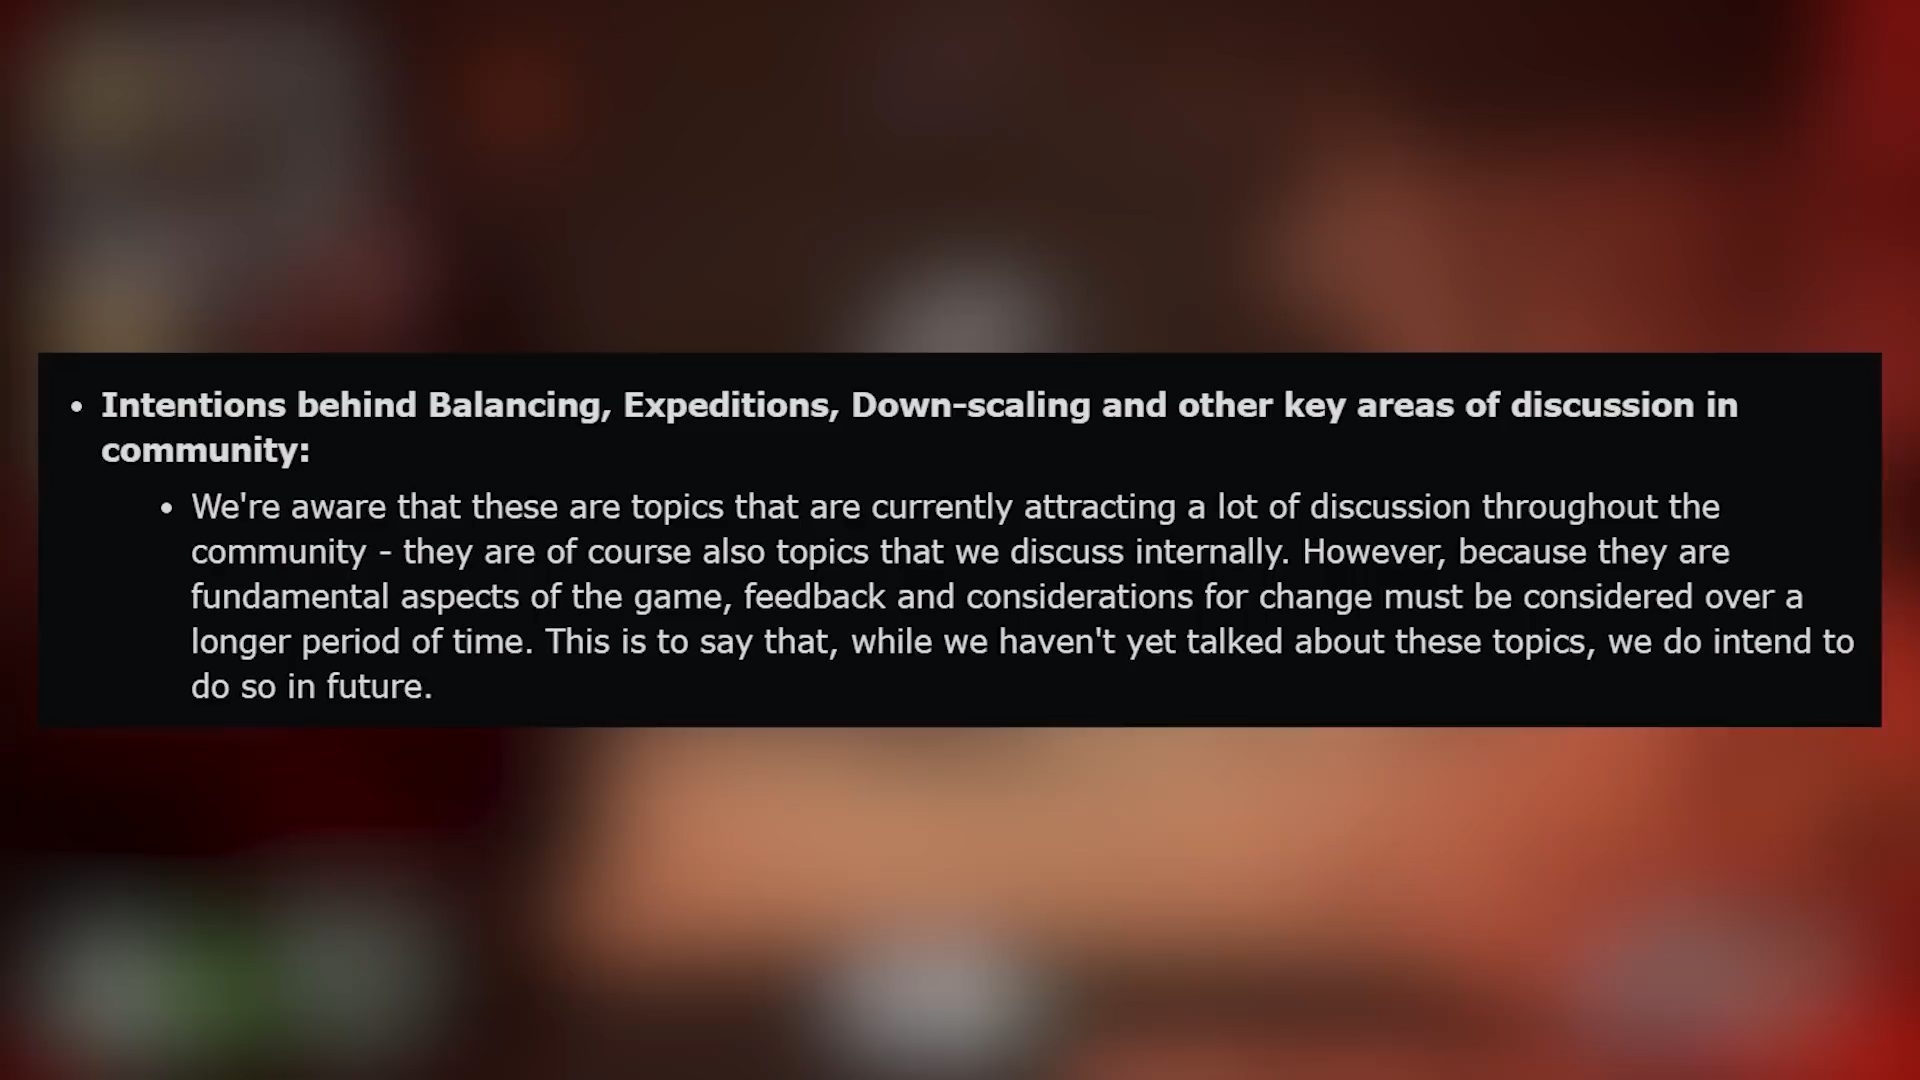 • Intentions behind Balancing, Expeditions, Down-scaling and other key areas of discussion in
community:
• We're aware that these are topics that are currently attracting a lot of discussion throughout the
community - they are of course also topics that we discuss internally. However, because they are
fundamental aspects of the game, feedback and considerations for change must be considered over a
longer period of time. This is to say that, while we haven't yet talked about these topics, we do intend to
do so in future.